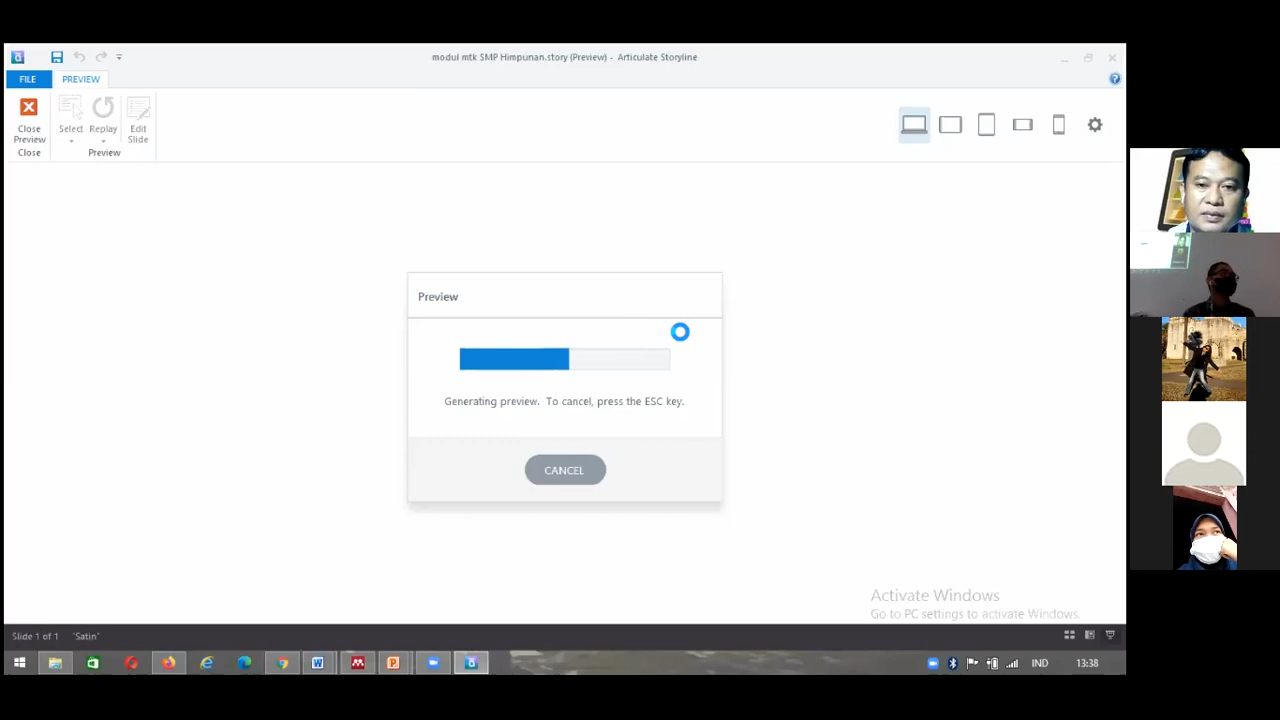 modul mtk SMP Himpunan.story (Preview) - Articulate Storyline
FILE
PREVIEW
Close Preview
Select
Replay
Edit Slide
Close
Preview
Preview
Generating preview. To cancel, press the ESC key.
CANCEL
Activate Windows
Go to PC settings to activate Windows.
Slide 1 of 1
"Satin"
IND
13:38